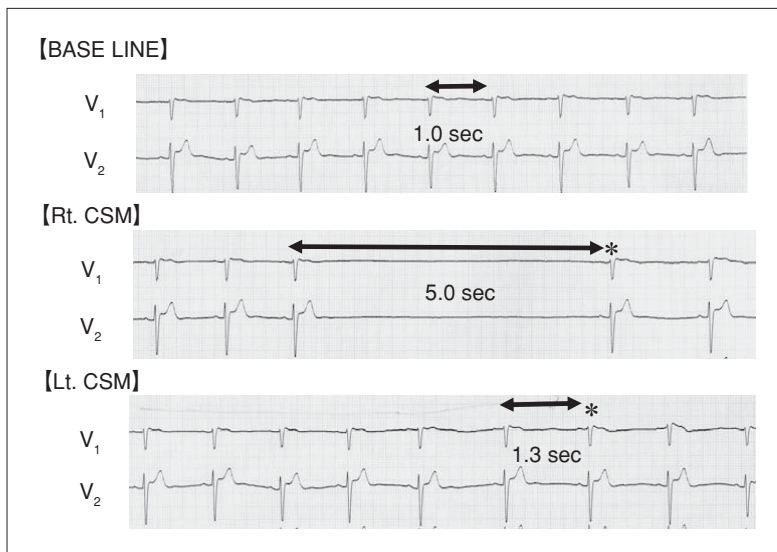 【BASE LINE】
V1
1.0 sec
V2
【Rt. CSM】
*
V1
5.0 sec
V2
【Lt. CSM】
*
V1
1.3 sec
V2